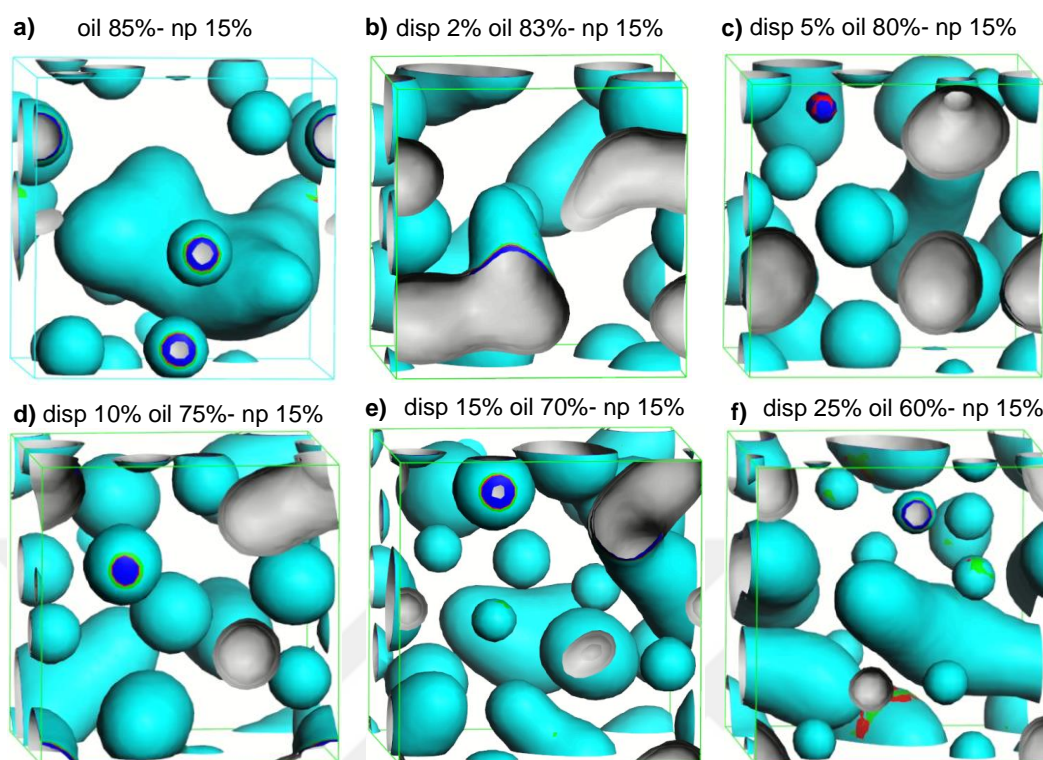 a) oil 85%- np 15%
b) disp 2% oil 83%- np 15%
c) disp 5% oil 80%- np 15%
d) disp 10% oil 75%- np 15%
e) disp 15% oil 70%- np 15%
f) disp 25% oil 60%- np 15%